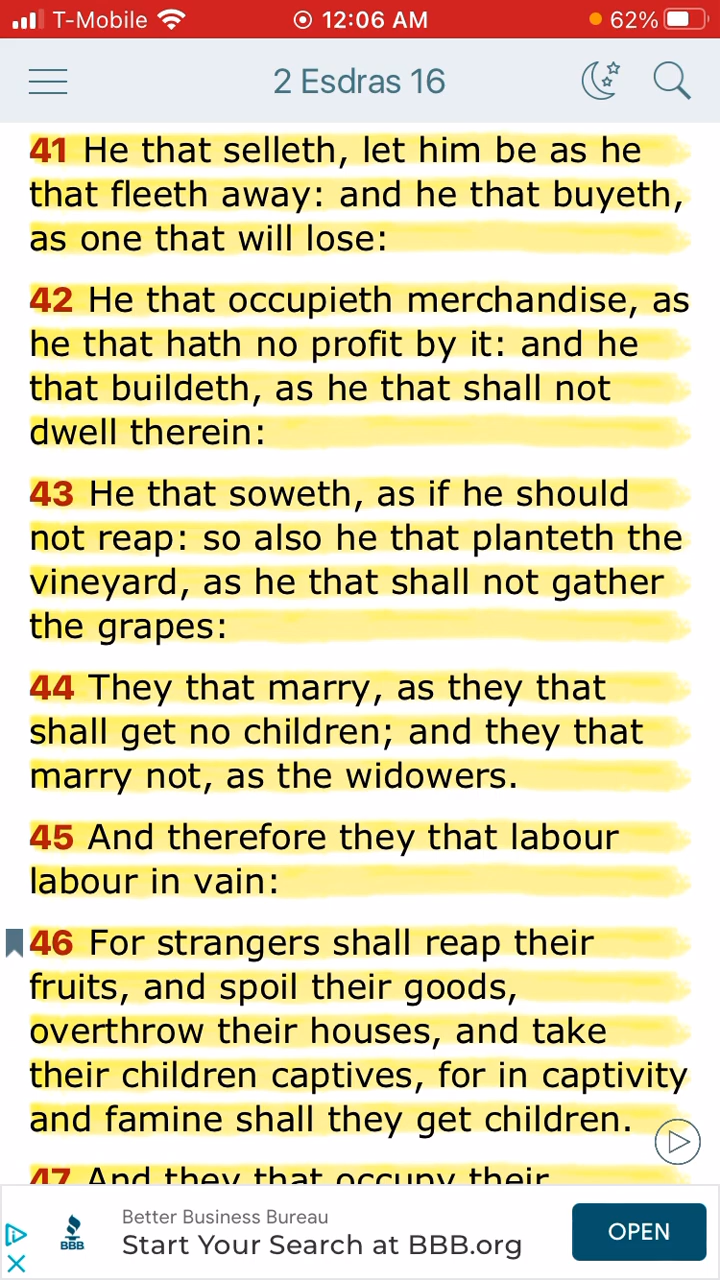 T-Mobile 12:06 AM 62%
2 Esdras 16
41 He that selleth, let him be as he
that fleeth away: and he that buyeth,
as one that will lose:
42 He that occupieth merchandise, as
he that hath no profit by it: and he
that buildeth, as he that shall not
dwell therein:
43 He that soweth, as if he should
not reap: so also he that planteth the
vineyard, as he that shall not gather
the grapes:
44 They that marry, as they that
shall get no children; and they that
marry not, as the widowers.
45 And therefore they that labour
labour in vain:
46 For strangers shall reap their
fruits, and spoil their goods,
overthrow their houses, and take
their children captives, for in captivity
and famine shall they get children.
47 And they that occupy their
Better Business Bureau
BBB
Start Your Search at BBB.org
OPEN